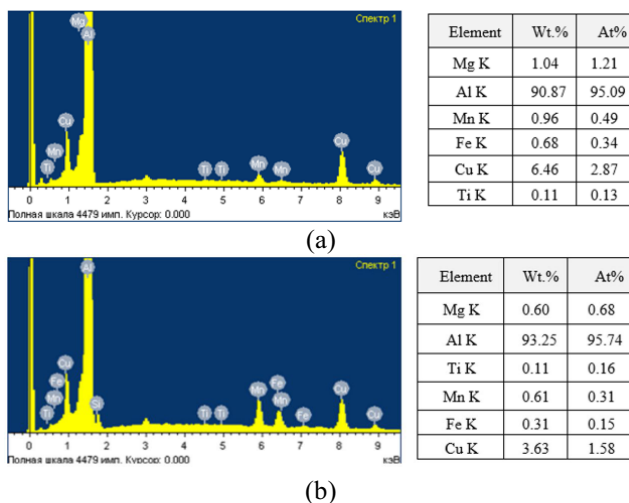 Спектр 1
Mg
Al
Cu
Mn
Ti
Ti Ti Mn Mn Cu Cu
0 1 2 3 4 5 6 7 8 9
Полная шкала 4479 имп. Курсор: 0.000 кэВ
Element Wt.% At%
Mg K 1.04 1.21
Al K 90.87 95.09
Mn K 0.96 0.49
Fe K 0.68 0.34
Cu K 6.46 2.87
Ti K 0.11 0.13
(a)
Спектр 1
Al
Cu
Fe
Mn
Ti
Si
Ti Ti Mn Fe Mn Fe Cu Cu
0 1 2 3 4 5 6 7 8 9
Полная шкала 4479 имп. Курсор: 0.000 кэВ
Element Wt.% At%
Mg K 0.60 0.68
Al K 93.25 95.74
Ti K 0.11 0.16
Mn K 0.61 0.31
Fe K 0.31 0.15
Cu K 3.63 1.58
(b)